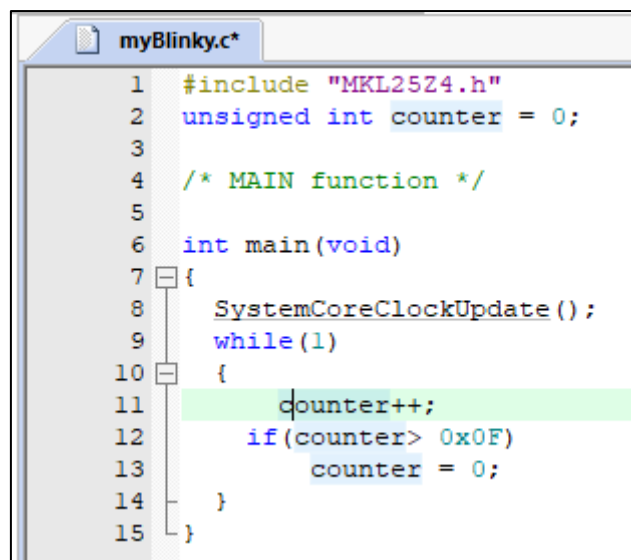 myBlinky.c*
1 #include "MKL25Z4.h"
2 unsigned int counter = 0;
3
4 /* MAIN function */
5
6 int main(void)
7 {
8 SystemCoreClockUpdate();
9 while(1)
10 {
11 counter++;
12 if(counter> 0x0F)
13 counter = 0;
14 }
15 }